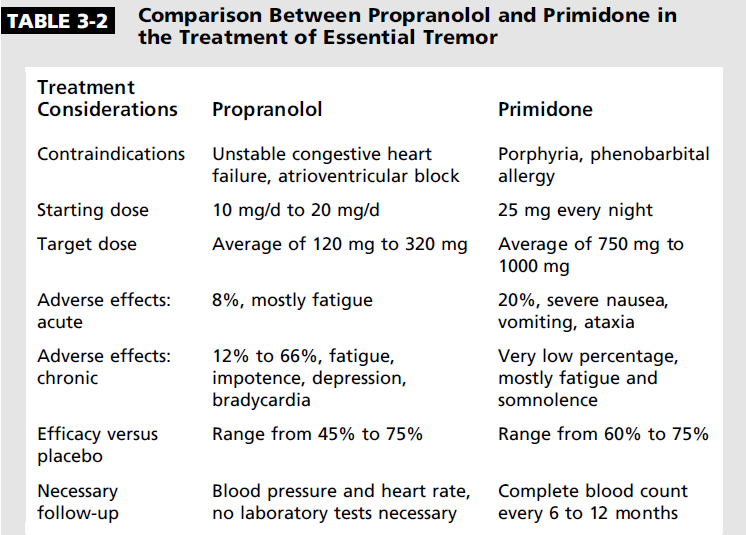 TABLE 3-2 Comparison Between Propranolol and Primidone in
the Treatment of Essential Tremor
Treatment
Considerations Propranolol Primidone
Contraindications Unstable congestive heart Porphyria, phenobarbital
failure, atrioventricular block allergy
Starting dose 10 mg/d to 20 mg/d 25 mg every night
Target dose Average of 120 mg to 320 mg Average of 750 mg to
1000 mg
Adverse effects: 8%, mostly fatigue 20%, severe nausea,
acute vomiting, ataxia
Adverse effects: 12% to 66%, fatigue, Very low percentage,
chronic impotence, depression, mostly fatigue and
bradycardia somnolence
Efficacy versus Range from 45% to 75% Range from 60% to 75%
placebo
Necessary Blood pressure and heart rate, Complete blood count
follow-up no laboratory tests necessary every 6 to 12 months